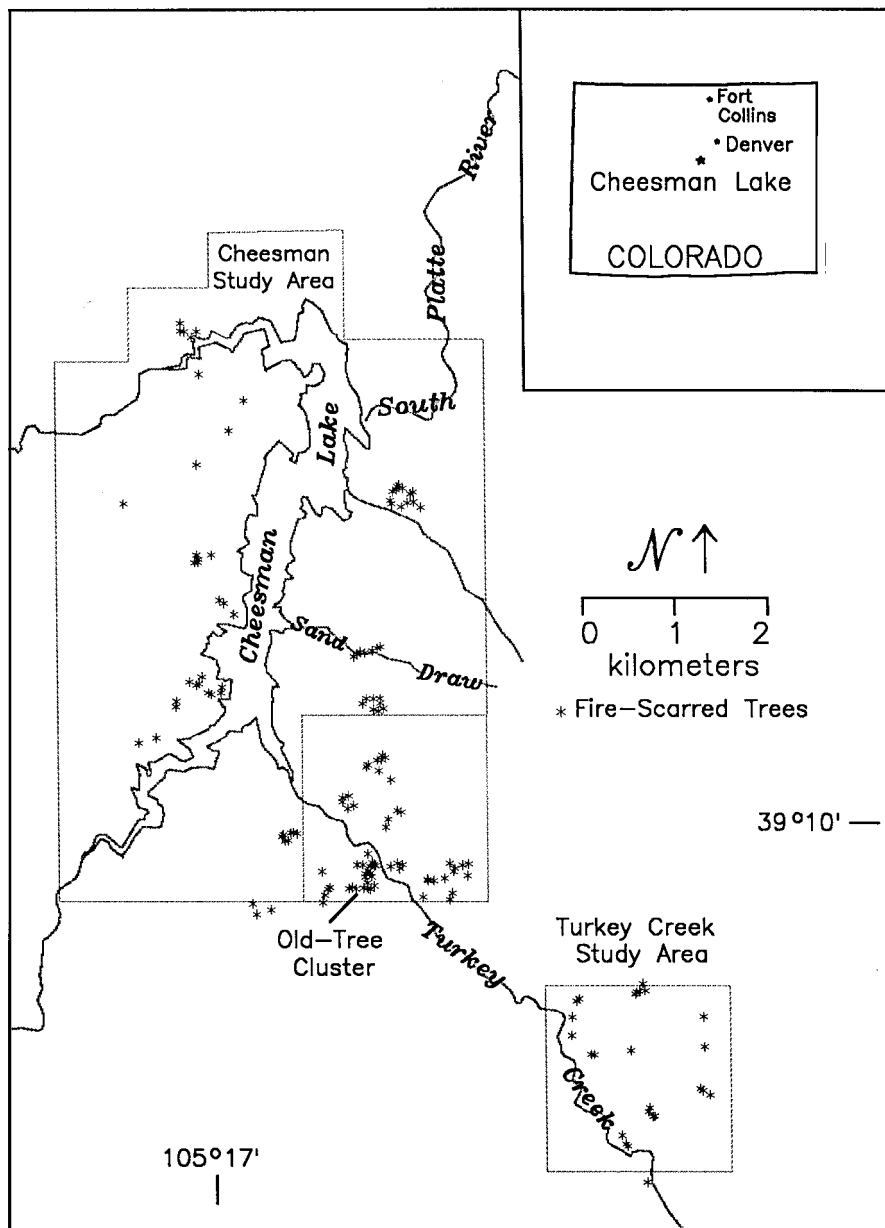 Fort
Collins
Denver
Cheesman Lake
COLORADO
River
Platte
South
Cheesman
Study Area
Lake
Cheesman
N
0 1 2
kilometers
* Fire-Scarred Trees
Sand
Draw
39°10'
Old-Tree
Cluster
Turkey
Creek
Turkey Creek
Study Area
105°17'